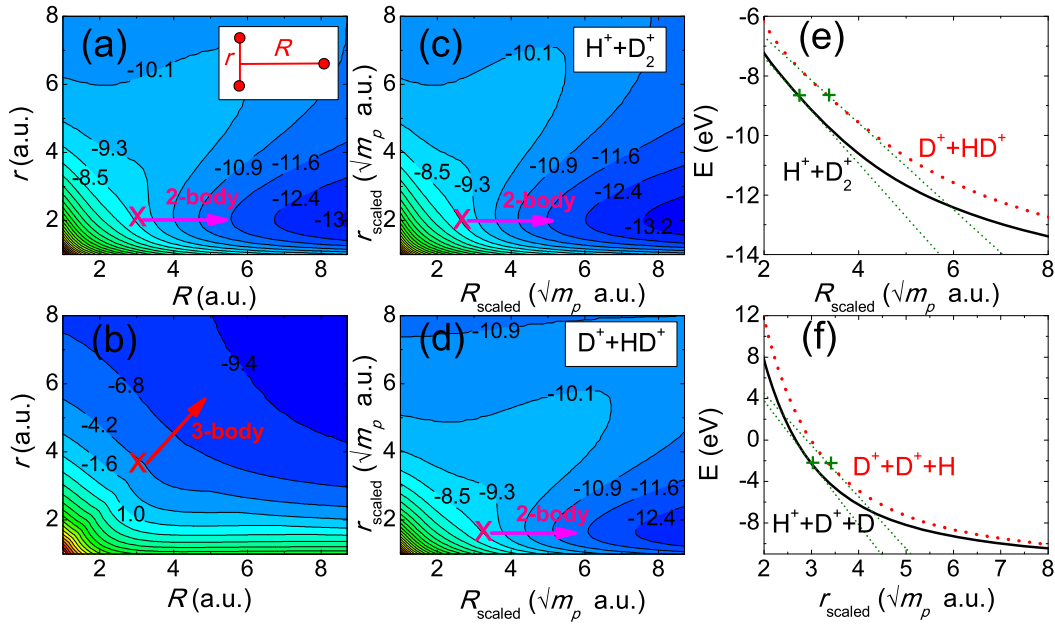 (a)
r
R
-10.1
-9.3
-8.5
-10.9
-11.6
-12.4
-13
X
2-body
8
6
4
2
r (a.u.)
2 4 6 8
R (a.u.)
(c)
H⁺+D₂⁺
-10.1
-8.5
-9.3
-10.9
-11.6
-12.4
-13.2
X
2-body
8
6
4
2
r_scaled (√m_p a.u.)
2 4 6 8
R_scaled (√m_p a.u.)
(e)
D⁺+HD⁺
H⁺+D₂⁺
-6
-8
-10
-12
-14
E (eV)
2 3 4 5 6 7 8
R_scaled (√m_p a.u.)
(b)
-9.4
-6.8
-4.2
-1.6
1.0
X
3-body
8
6
4
2
r (a.u.)
2 4 6 8
R (a.u.)
(d)
D⁺+HD⁺
-10.9
-10.1
-8.5
-9.3
-10.9
-11.6
-12.4
X
2-body
8
6
4
2
r_scaled (√m_p a.u.)
2 4 6 8
R_scaled (√m_p a.u.)
(f)
D⁺+D⁺+H
H⁺+D⁺+D
12
8
4
0
-4
-8
E (eV)
2 3 4 5 6 7 8
r_scaled (√m_p a.u.)